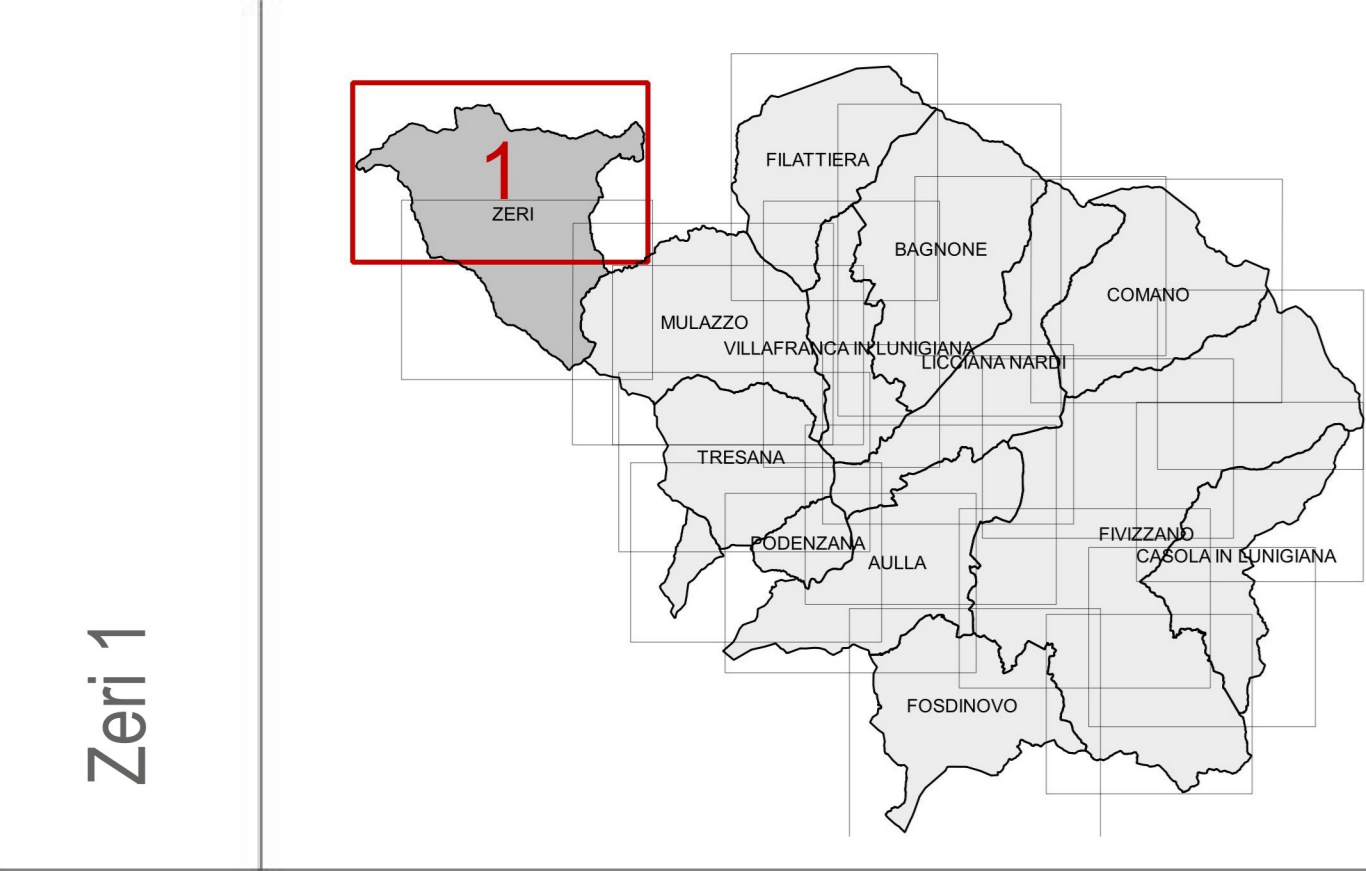 Zeri 1
1
ZERI
FILATTIERA
BAGNONE
COMANO
MULAZZO
VILLAFRANCA IN LUNIGIANA
LICCIANA NARDI
TRESANA
PODENZANA
AULLA
FIVIZZANO
CASOLA IN LUNIGIANA
FOSDINOVO